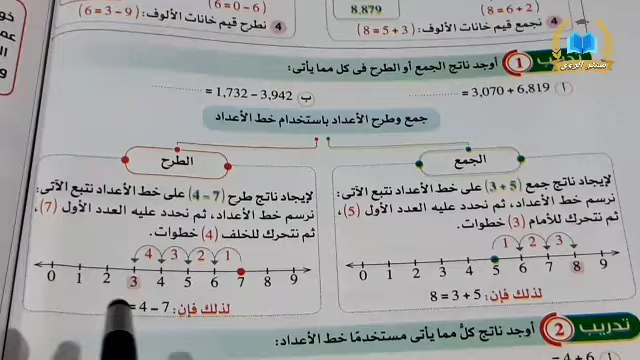 (8 = 6 + 2)
8,879
④ نجمع قيم خانات الألوف: (8 = 5 + 3)
(6 = 0 – 6)
④ نطرح قيم خانات الألوف: (6 = 3 – 9)
1 أوجد ناتج الجمع أو الطرح فى كل مما يأتى:
أ 6,819 + 3,070 =
ب 3,942 – 1,732 =
جمع وطرح الأعداد باستخدام خط الأعداد
الجمع
لإيجاد ناتج جمع (5 + 3) على خط الأعداد نتبع الآتى:
نرسم خط الأعداد، ثم نحدد عليه العدد الأول (5)،
ثم نتحرك للأمام (3) خطوات.
1 2 3
0 1 2 3 4 5 6 7 8 9
لذلك فإن: 5 + 3 = 8
الطرح
لإيجاد ناتج طرح (7 – 4) على خط الأعداد نتبع الآتى:
نرسم خط الأعداد، ثم نحدد عليه العدد الأول (7)،
ثم نتحرك للخلف (4) خطوات.
4 3 2 1
0 1 2 3 4 5 6 7 8 9
لذلك فإن: 7 – 4 =
تدريب 2 أوجد ناتج كل مما يأتى مستخدمًا خط الأعداد:
أ 6 + 4 =